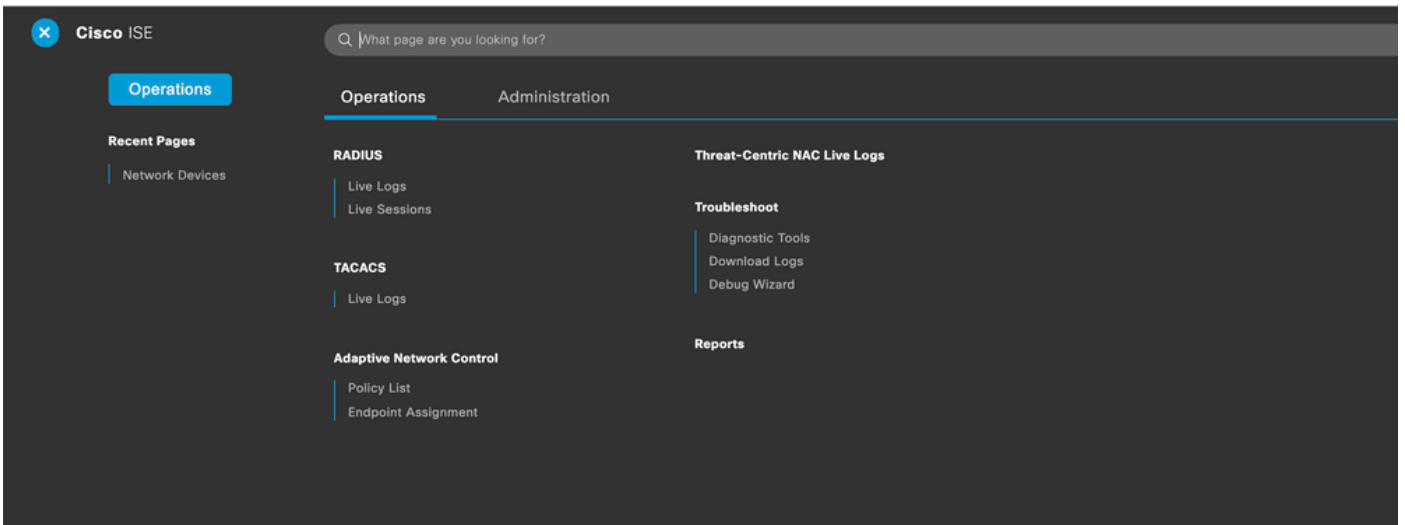 Cisco ISE
What page are you looking for?
Operations
Recent Pages
Network Devices
Operations
Administration
RADIUS
Live Logs
Live Sessions
TACACS
Live Logs
Adaptive Network Control
Policy List
Endpoint Assignment
Threat-Centric NAC Live Logs
Troubleshoot
Diagnostic Tools
Download Logs
Debug Wizard
Reports